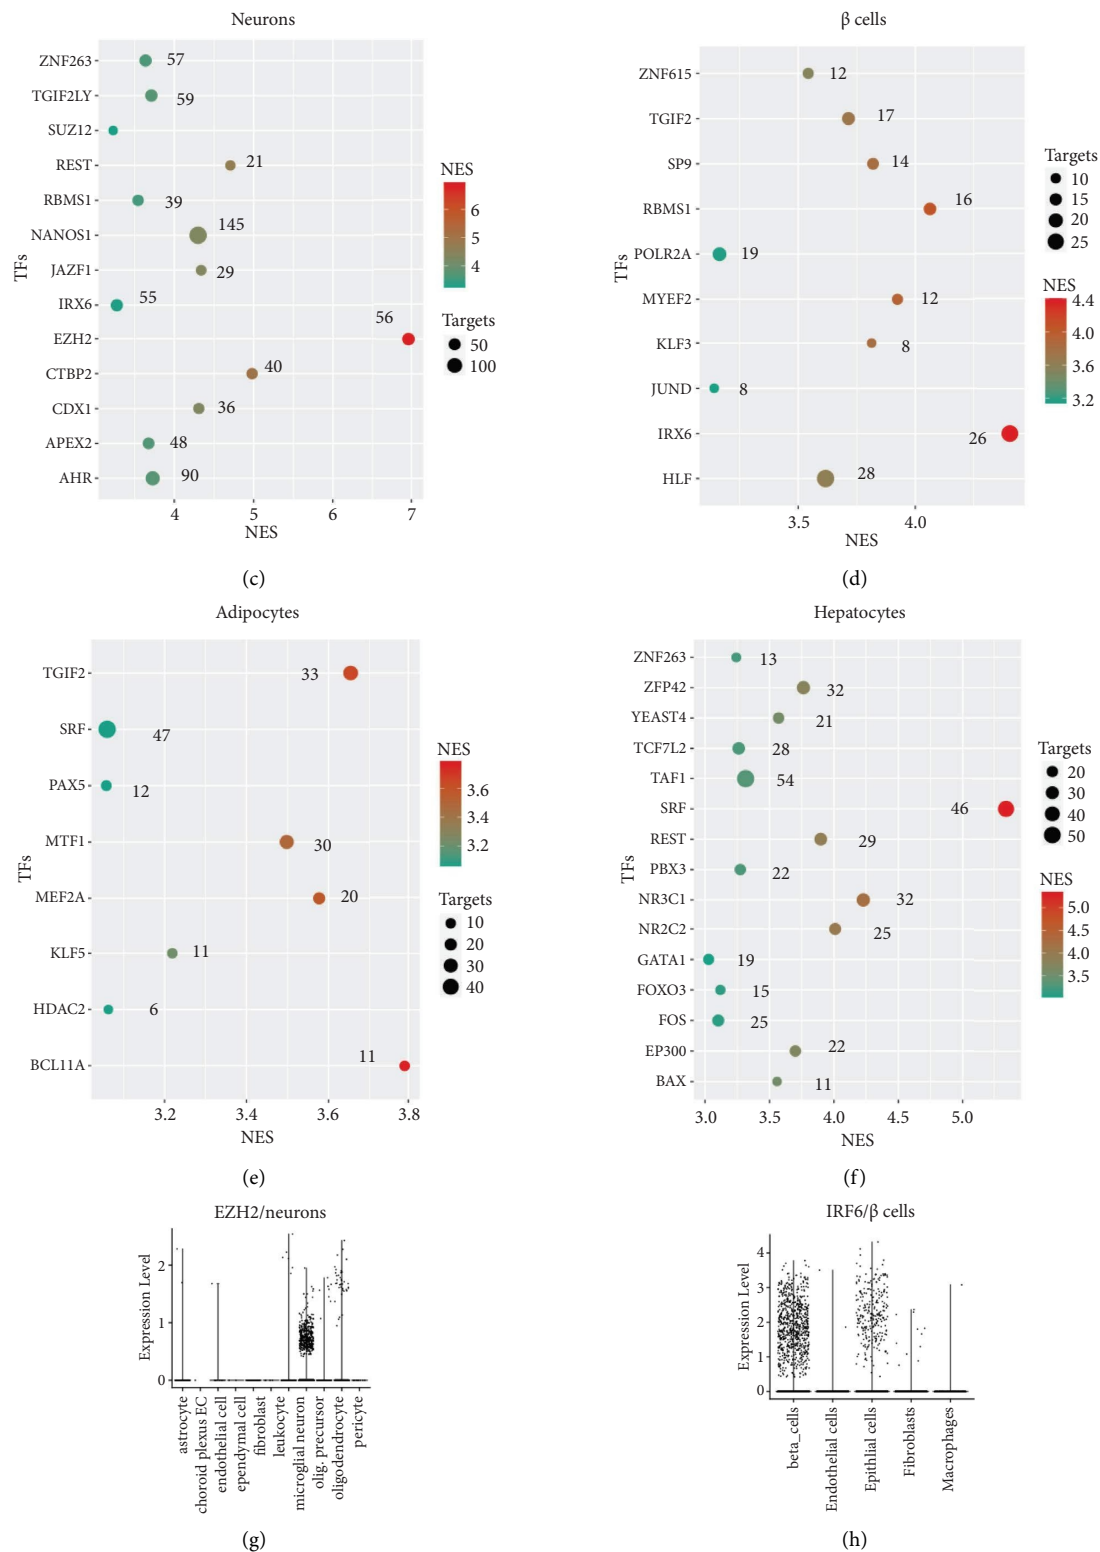 Neurons
ZNF263
57
TGIF2LY
59
SUZ12
REST
21
RBMS1
39
NANOS1
145
JAZF1
29
IRX6
55
EZH2
56
CTBP2
40
CDX1
36
APEX2
48
AHR
90
TFs
4 5 6 7
NES
NES
6
5
4
Targets
50
100
(c)
β cells
ZNF615
12
TGIF2
17
SP9
14
RBMS1
16
POLR2A
19
MYEF2
12
KLF3
8
JUND
8
IRX6
26
HLF
28
TFs
3.5 4.0
NES
Targets
10
15
20
25
NES
4.4
4.0
3.6
3.2
(d)
Adipocytes
TGIF2
33
SRF
47
PAX5
12
MTF1
30
MEF2A
20
KLF5
11
HDAC2
6
BCL11A
11
TFs
3.2 3.4 3.6 3.8
NES
NES
3.6
3.4
3.2
Targets
10
20
30
40
(e)
Hepatocytes
ZNF263
13
ZFP42
32
YEAST4
21
TCF7L2
28
TAF1
54
SRF
46
REST
29
PBX3
22
NR3C1
32
NR2C2
25
GATA1
19
FOXO3
15
FOS
25
EP300
22
BAX
11
TFs
3.0 3.5 4.0 4.5 5.0
NES
Targets
20
30
40
50
NES
5.0
4.5
4.0
3.5
(f)
EZH2/neurons
Expression Level
2
1
0
astrocyte
choroid plexus EC
endothelial cell
ependymal cell
fibroblast
leukocyte
microglial neuron
olig. precursor
oligodendrocyte
pericyte
(g)
IRF6/β cells
Expression Level
4
3
2
1
0
beta_cells
Endothelial cells
Epithlial cells
Fibroblasts
Macrophages
(h)